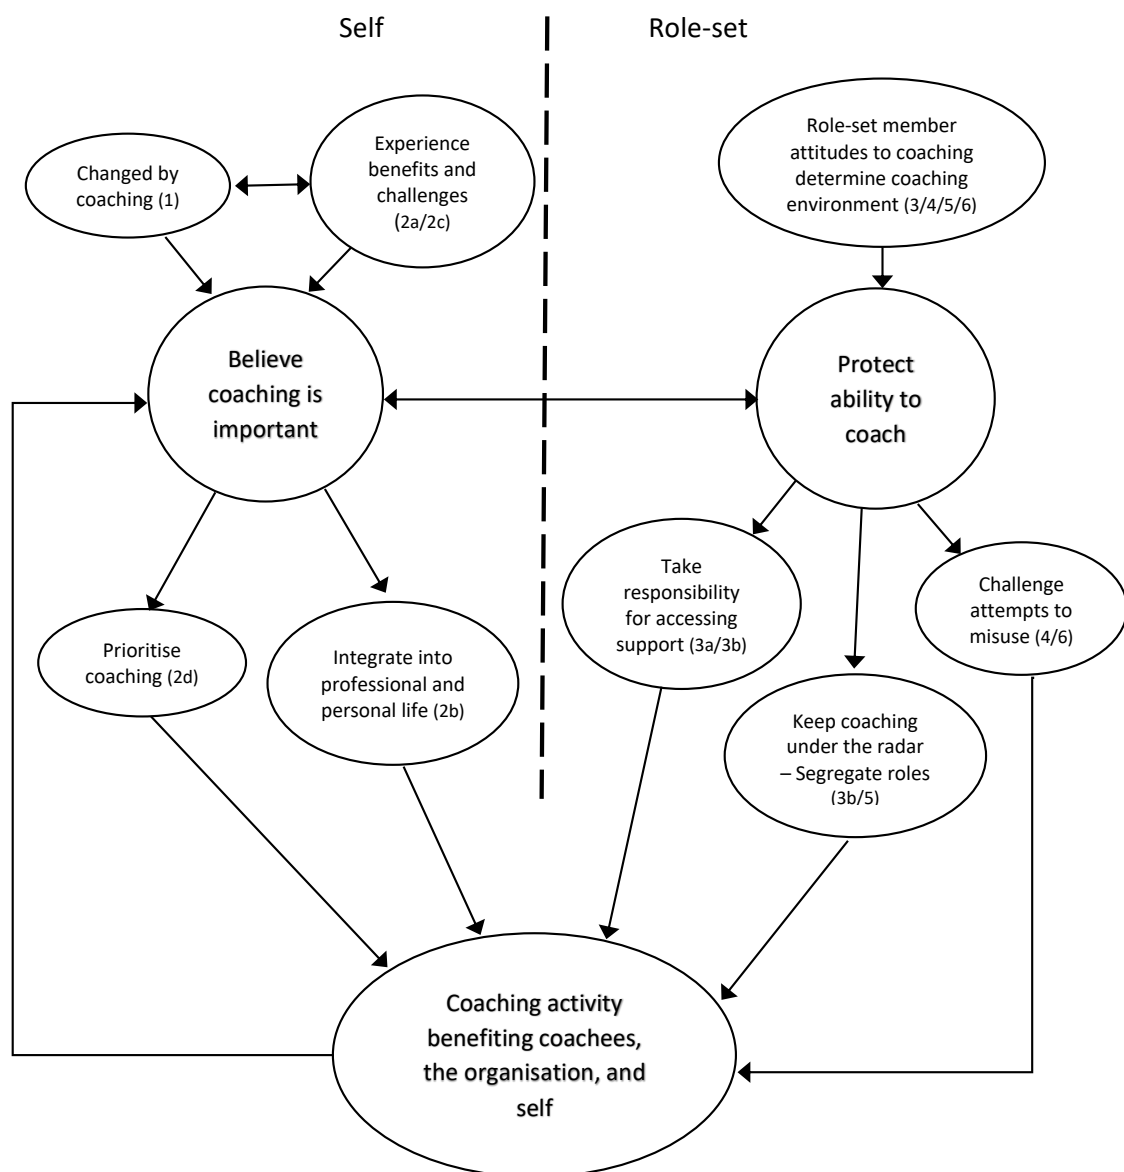 Self
Role-set
Changed by
coaching (1)
Experience
benefits and
challenges
(2a/2c)
Role-set member
attitudes to coaching
determine coaching
environment (3/4/5/6)
Believe
coaching is
important
Protect
ability to
coach
Prioritise
coaching (2d)
Integrate into
professional and
personal life (2b)
Take
responsibility
for accessing
support (3a/3b)
Keep coaching
under the radar
– Segregate roles
(3b/5)
Challenge
attempts to
misuse (4/6)
Coaching activity
benefiting coachees,
the organisation, and
self